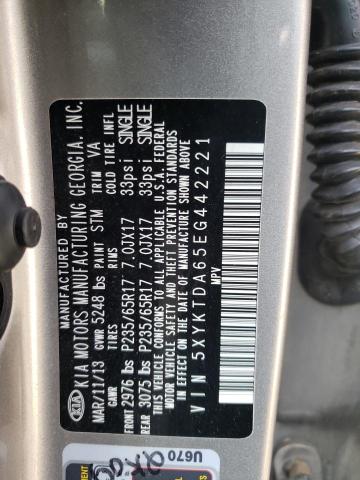 KIA
MANUFACTURED BY
KIA MOTORS MANUFACTURING GEORGIA, INC.
MAR/11/13 PAINT STM TRIM VA
GVWR 5248 lbs
GAWR TIRES RIMS COLD TIRE INFL
FRONT 2976 lbs P235/65R17 7.0JX17 33psi SINGLE
REAR 3075 lbs P235/65R17 7.0JX17 33psi SINGLE
THIS VEHICLE CONFORMS TO ALL APPLICABLE U.S.A. FEDERAL
MOTOR VEHICLE SAFETY AND THEFT PREVENTION STANDARDS
IN EFFECT ON THE DATE OF MANUFACTURE SHOWN ABOVE
VIN 5XYKTDA65EG442221
MPV
U670